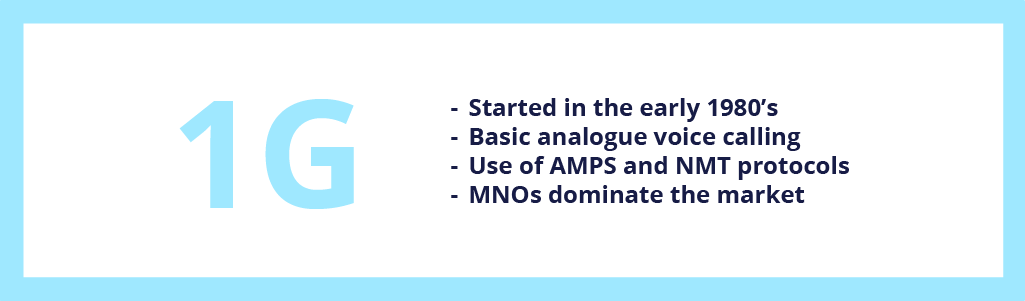 1G
- Started in the early 1980’s
- Basic analogue voice calling
- Use of AMPS and NMT protocols
- MNOs dominate the market